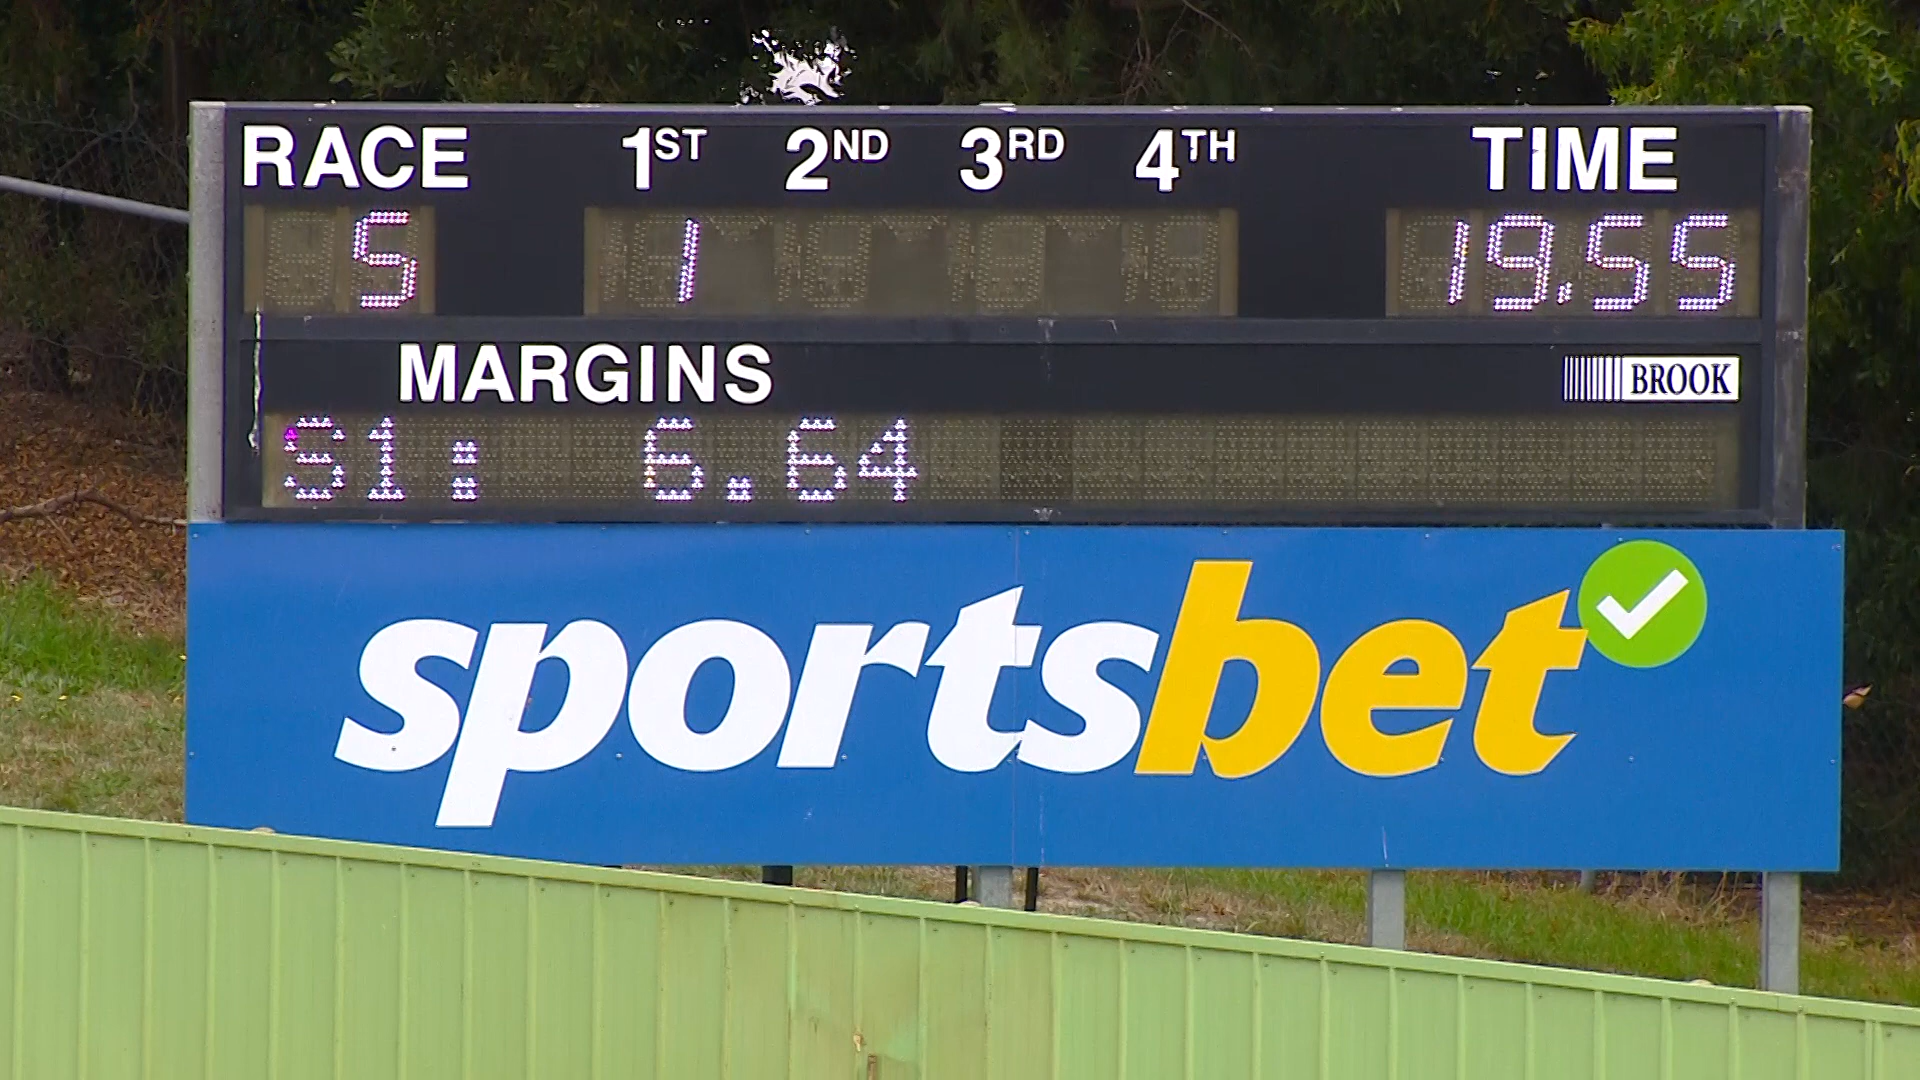 RACE 1ST 2ND 3RD 4TH TIME
5 1 19.55
MARGINS BROOK
S1: 6.64
sportsbet